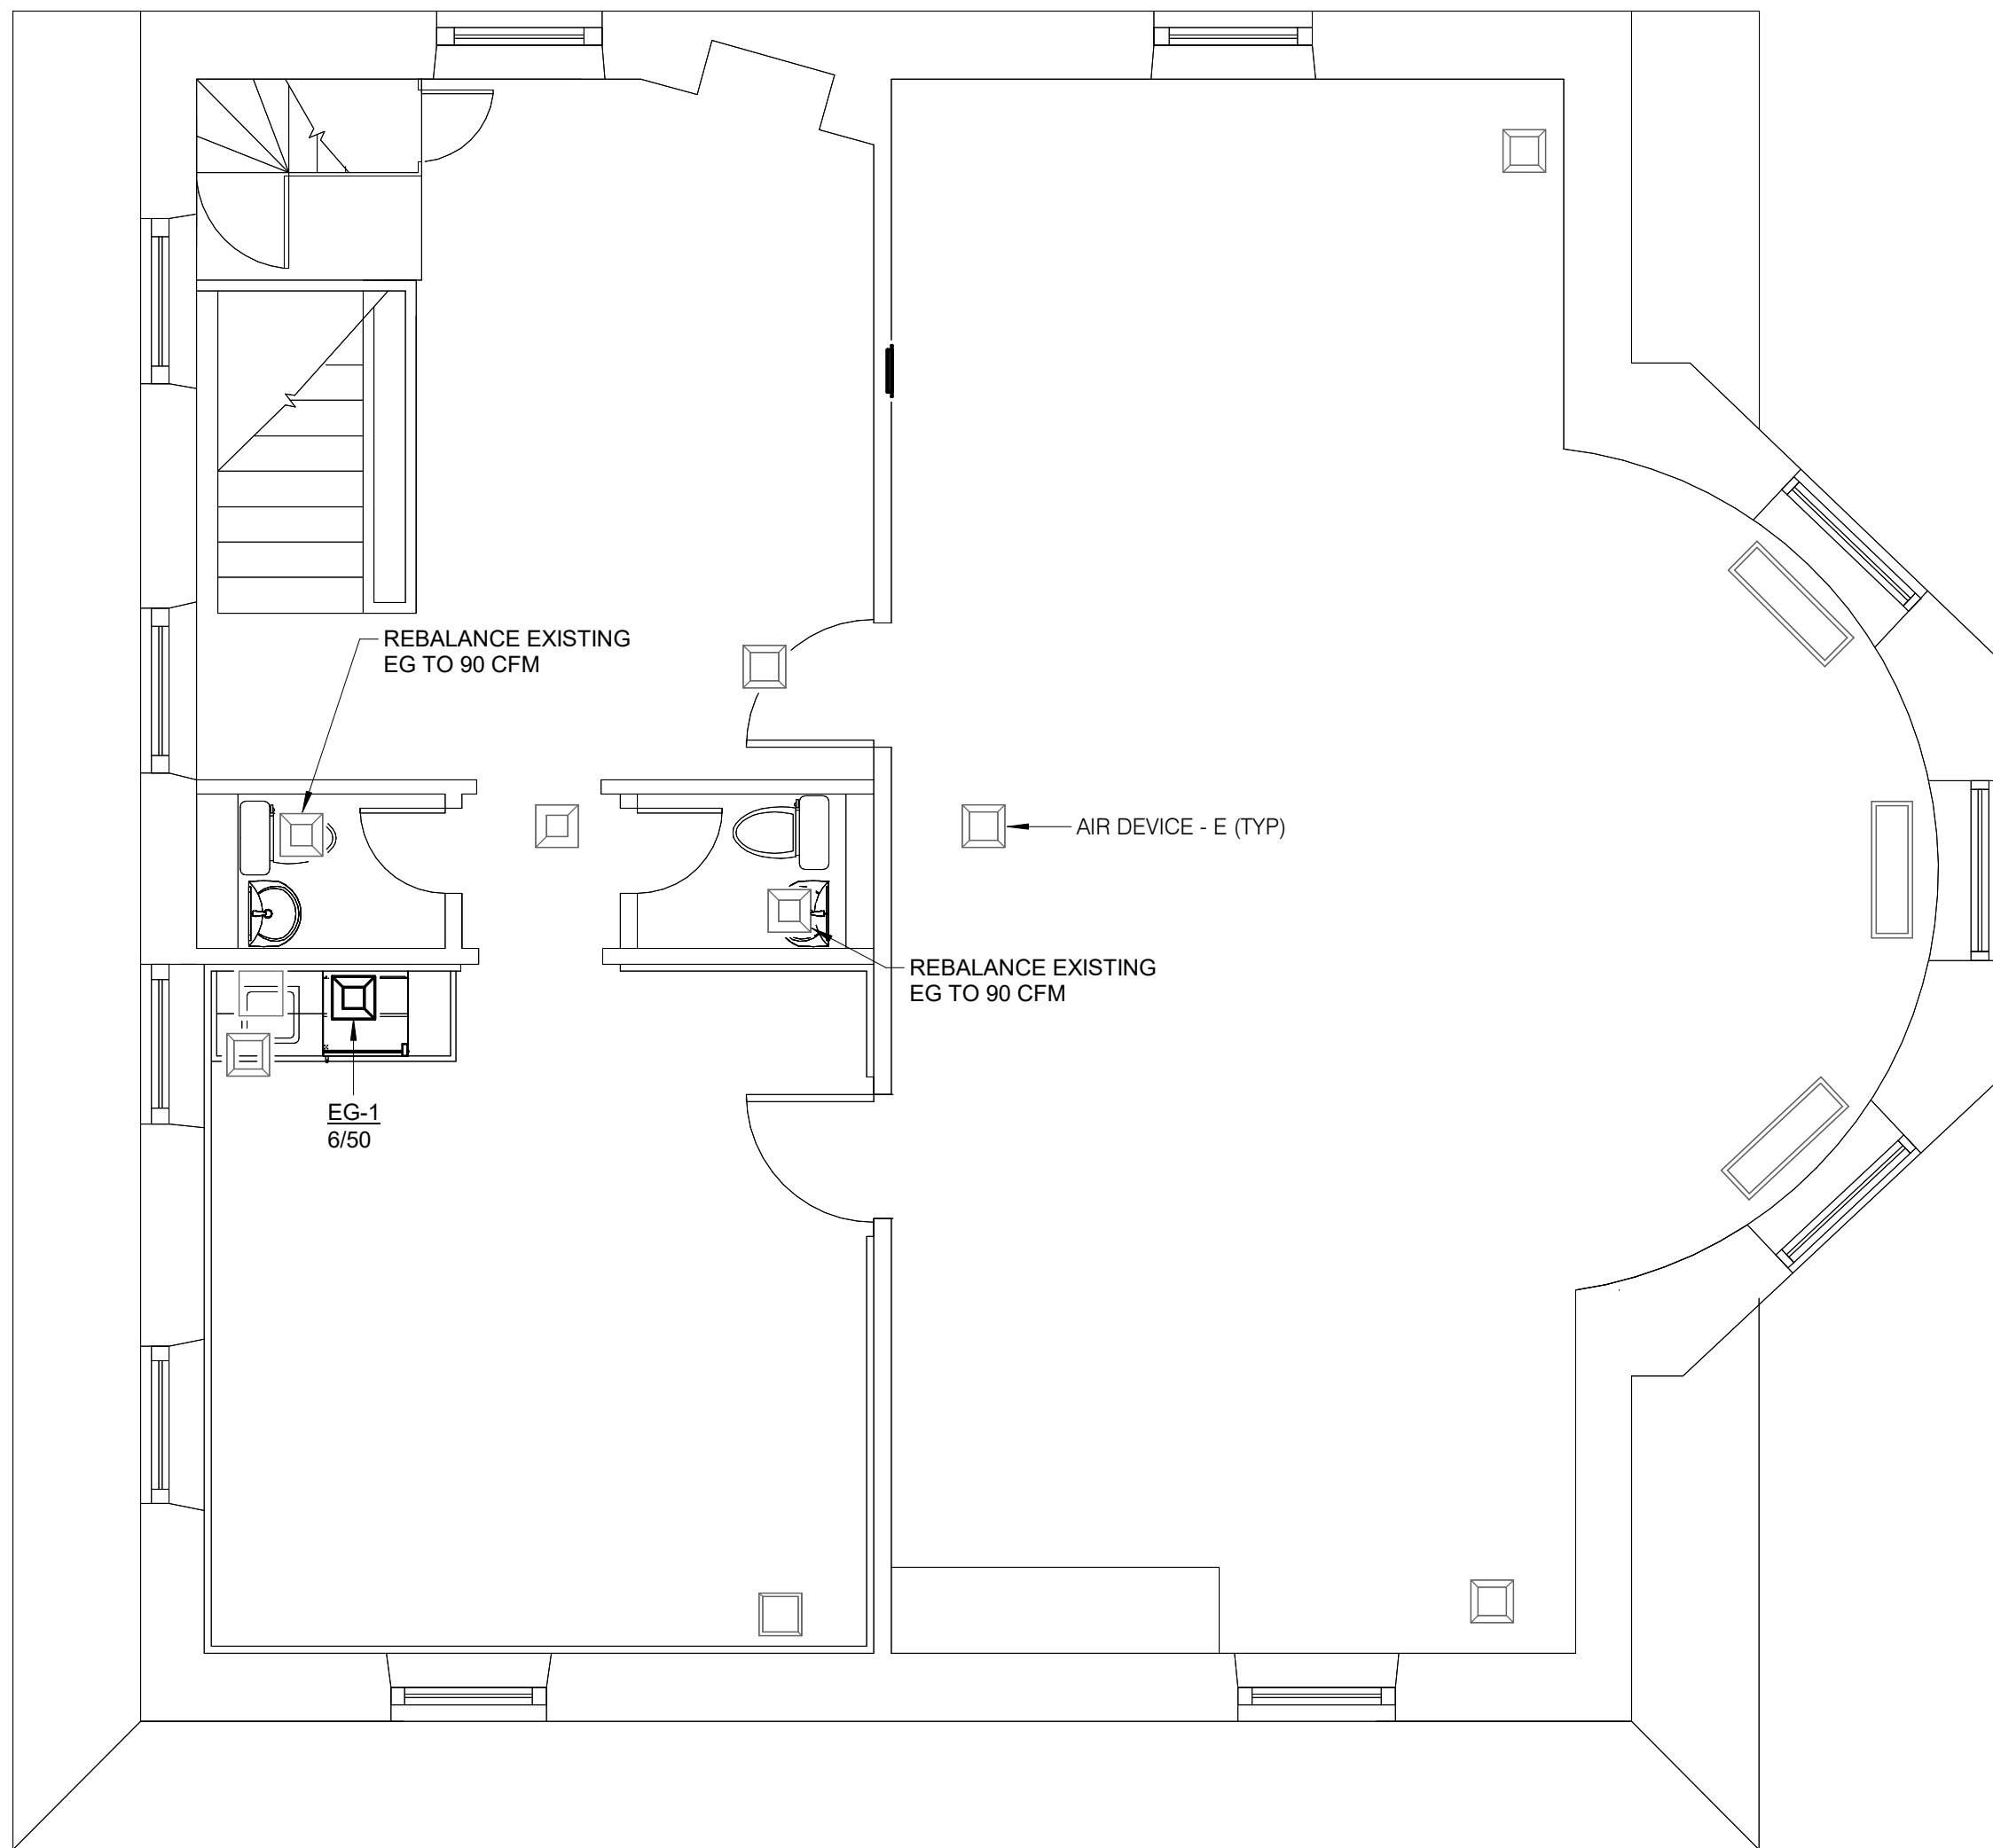 REBALANCE EXISTING
EG TO 90 CFM
AIR DEVICE - E (TYP)
REBALANCE EXISTING
EG TO 90 CFM
EG-1
6/50